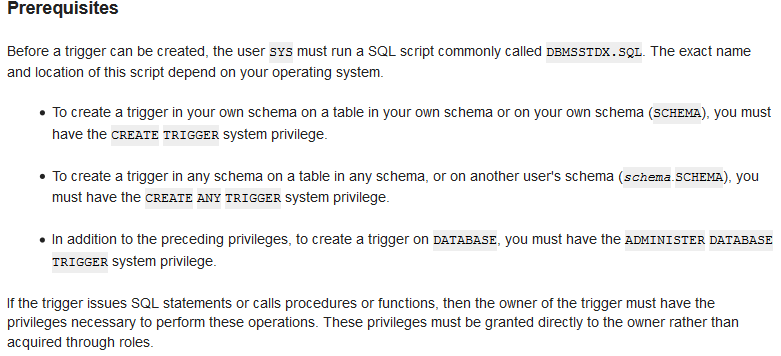 Prerequisites
Before a trigger can be created, the user SYS must run a SQL script commonly called DBMSSTDX.SQL. The exact name
and location of this script depend on your operating system.
• To create a trigger in your own schema on a table in your own schema or on your own schema (SCHEMA), you must
have the CREATE TRIGGER system privilege.
• To create a trigger in any schema on a table in any schema, or on another user's schema (schema.SCHEMA), you
must have the CREATE ANY TRIGGER system privilege.
• In addition to the preceding privileges, to create a trigger on DATABASE, you must have the ADMINISTER DATABASE
TRIGGER system privilege.
If the trigger issues SQL statements or calls procedures or functions, then the owner of the trigger must have the
privileges necessary to perform these operations. These privileges must be granted directly to the owner rather than
acquired through roles.